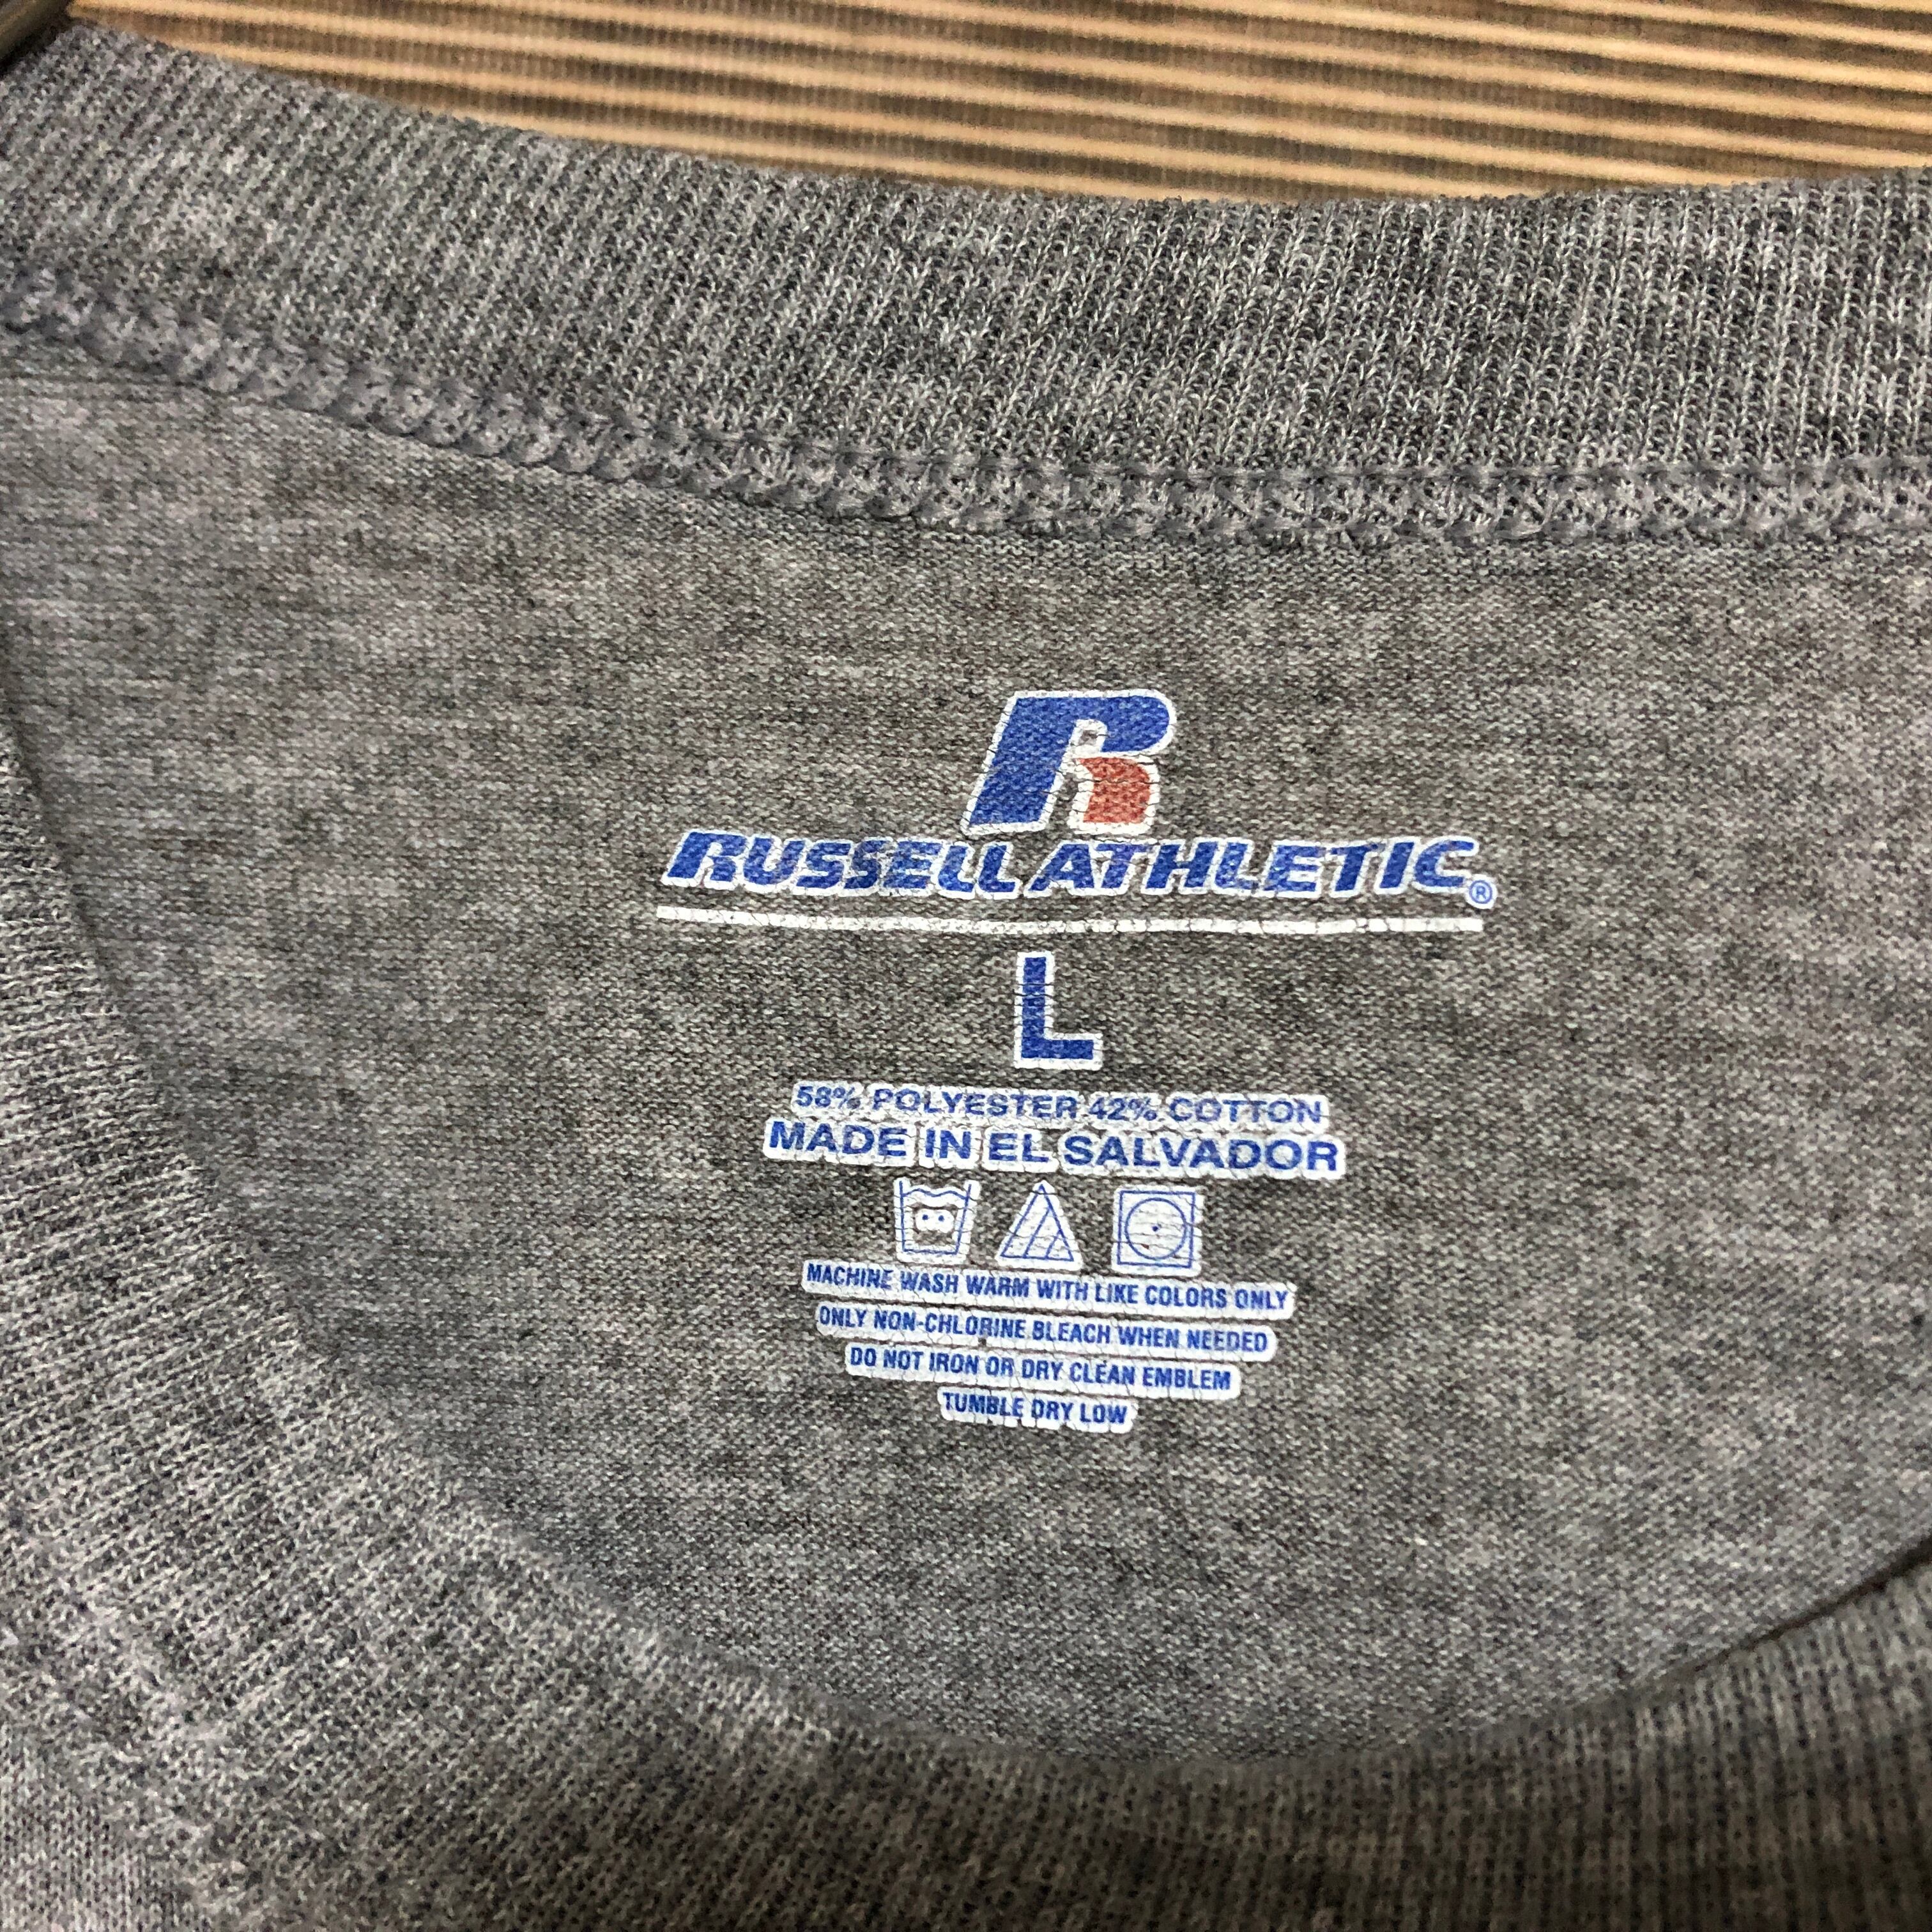 R
RUSSELL ATHLETIC®
L
58% POLYESTER 42% COTTON
MADE IN EL SALVADOR
MACHINE WASH WARM WITH LIKE COLORS ONLY
ONLY NON-CHLORINE BLEACH WHEN NEEDED
DO NOT IRON OR DRY CLEAN EMBLEM
TUMBLE DRY LOW